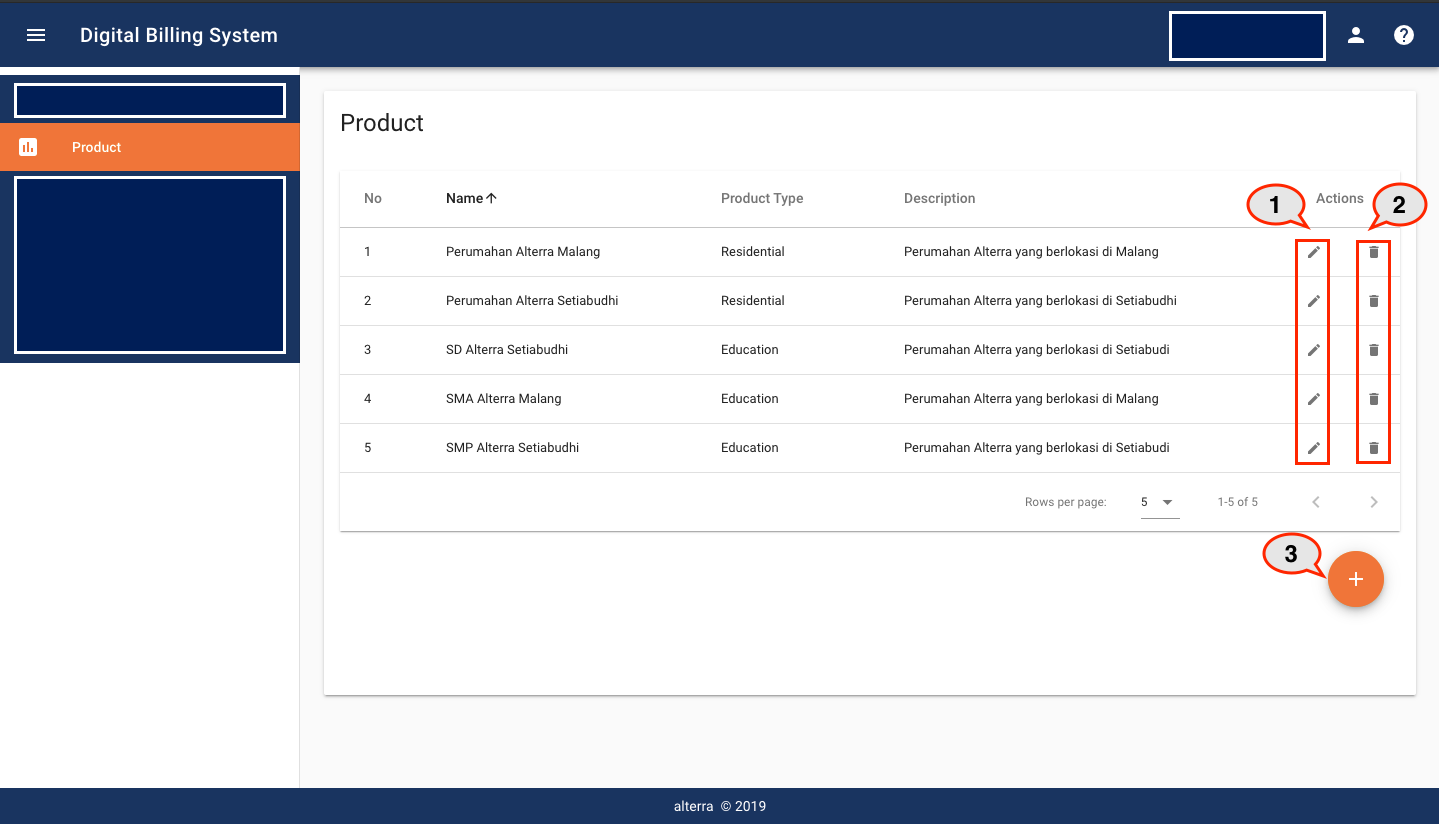 Digital Billing System
Product
Product
No Name Product Type Description Actions
1 2
1 Perumahan Alterra Malang Residential Perumahan Alterra yang berlokasi di Malang
2 Perumahan Alterra Setiabudhi Residential Perumahan Alterra yang berlokasi di Setiabudhi
3 SD Alterra Setiabudhi Education Perumahan Alterra yang berlokasi di Setiabudi
4 SMA Alterra Malang Education Perumahan Alterra yang berlokasi di Malang
5 SMP Alterra Setiabudhi Education Perumahan Alterra yang berlokasi di Setiabudi
Rows per page: 5 1-5 of 5
3
alterra © 2019